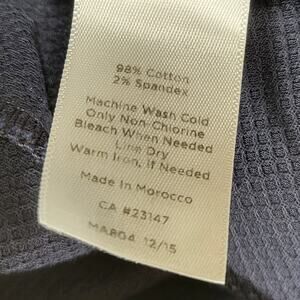 98% Cotton
2% Spandex
Machine Wash Cold
Only Non-Chlorine
Bleach When Needed
Line Dry
Warm Iron, if Needed
Made in Morocco
CA #23147
MA804 12/15